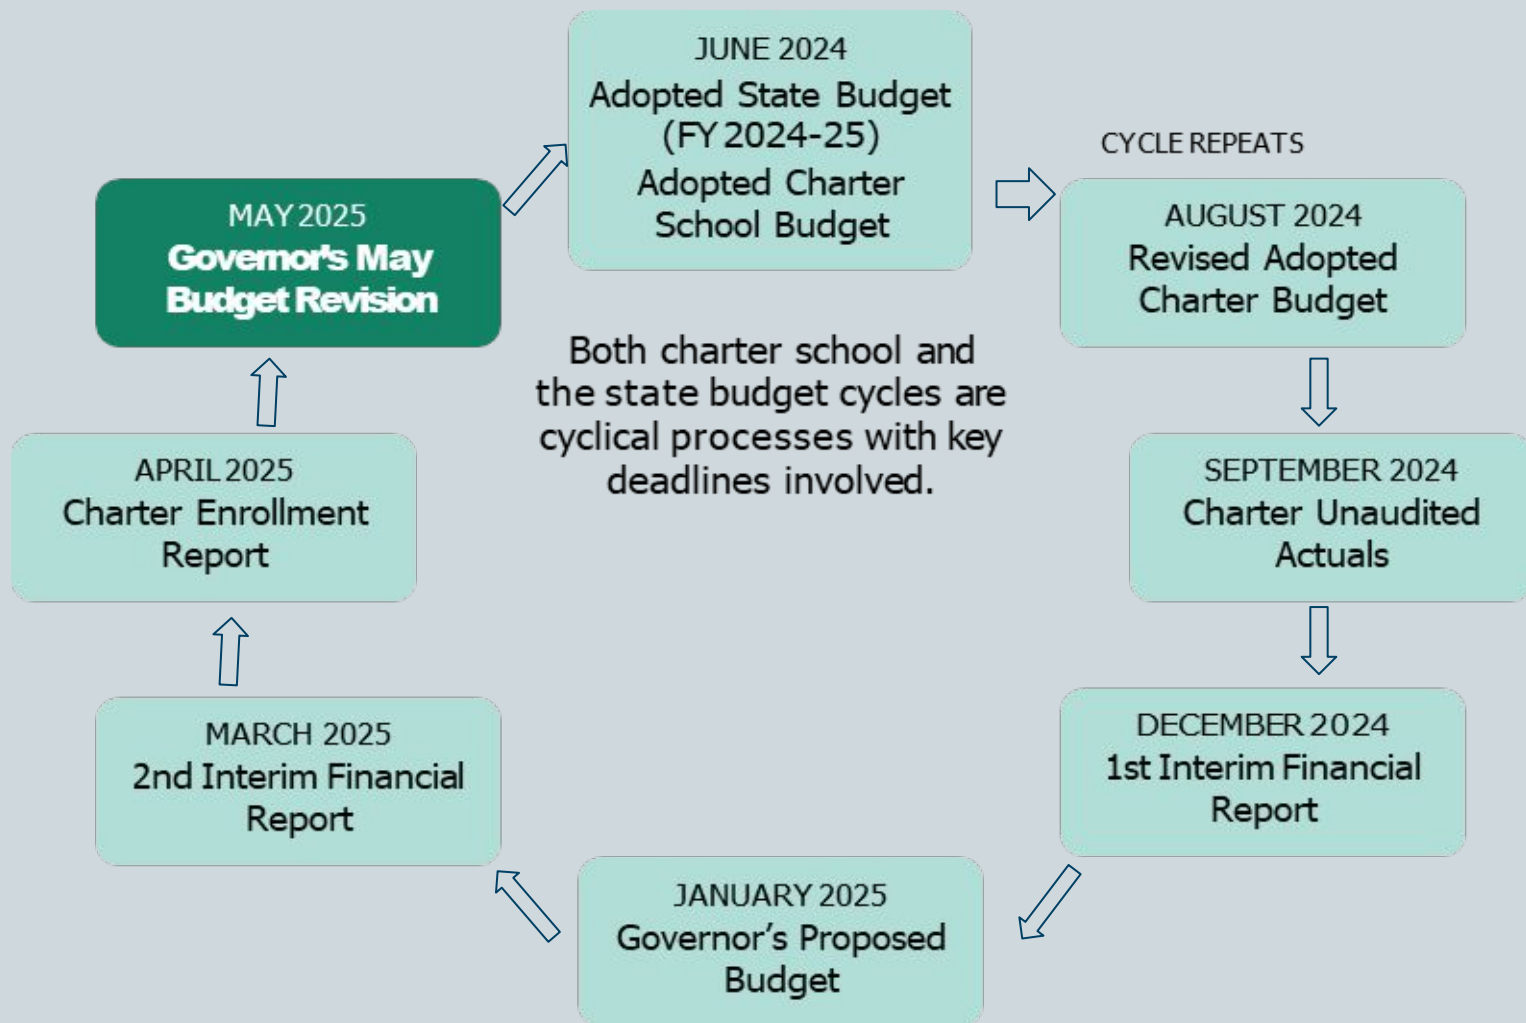 JUNE 2024
Adopted State Budget
(FY 2024-25)
Adopted Charter
School Budget
CYCLE REPEATS
AUGUST 2024
Revised Adopted
Charter Budget
SEPTEMBER 2024
Charter Unaudited
Actuals
DECEMBER 2024
1st Interim Financial
Report
JANUARY 2025
Governor’s Proposed
Budget
MARCH 2025
2nd Interim Financial
Report
APRIL 2025
Charter Enrollment
Report
MAY 2025
Governor's May
Budget Revision
Both charter school and
the state budget cycles are
cyclical processes with key
deadlines involved.